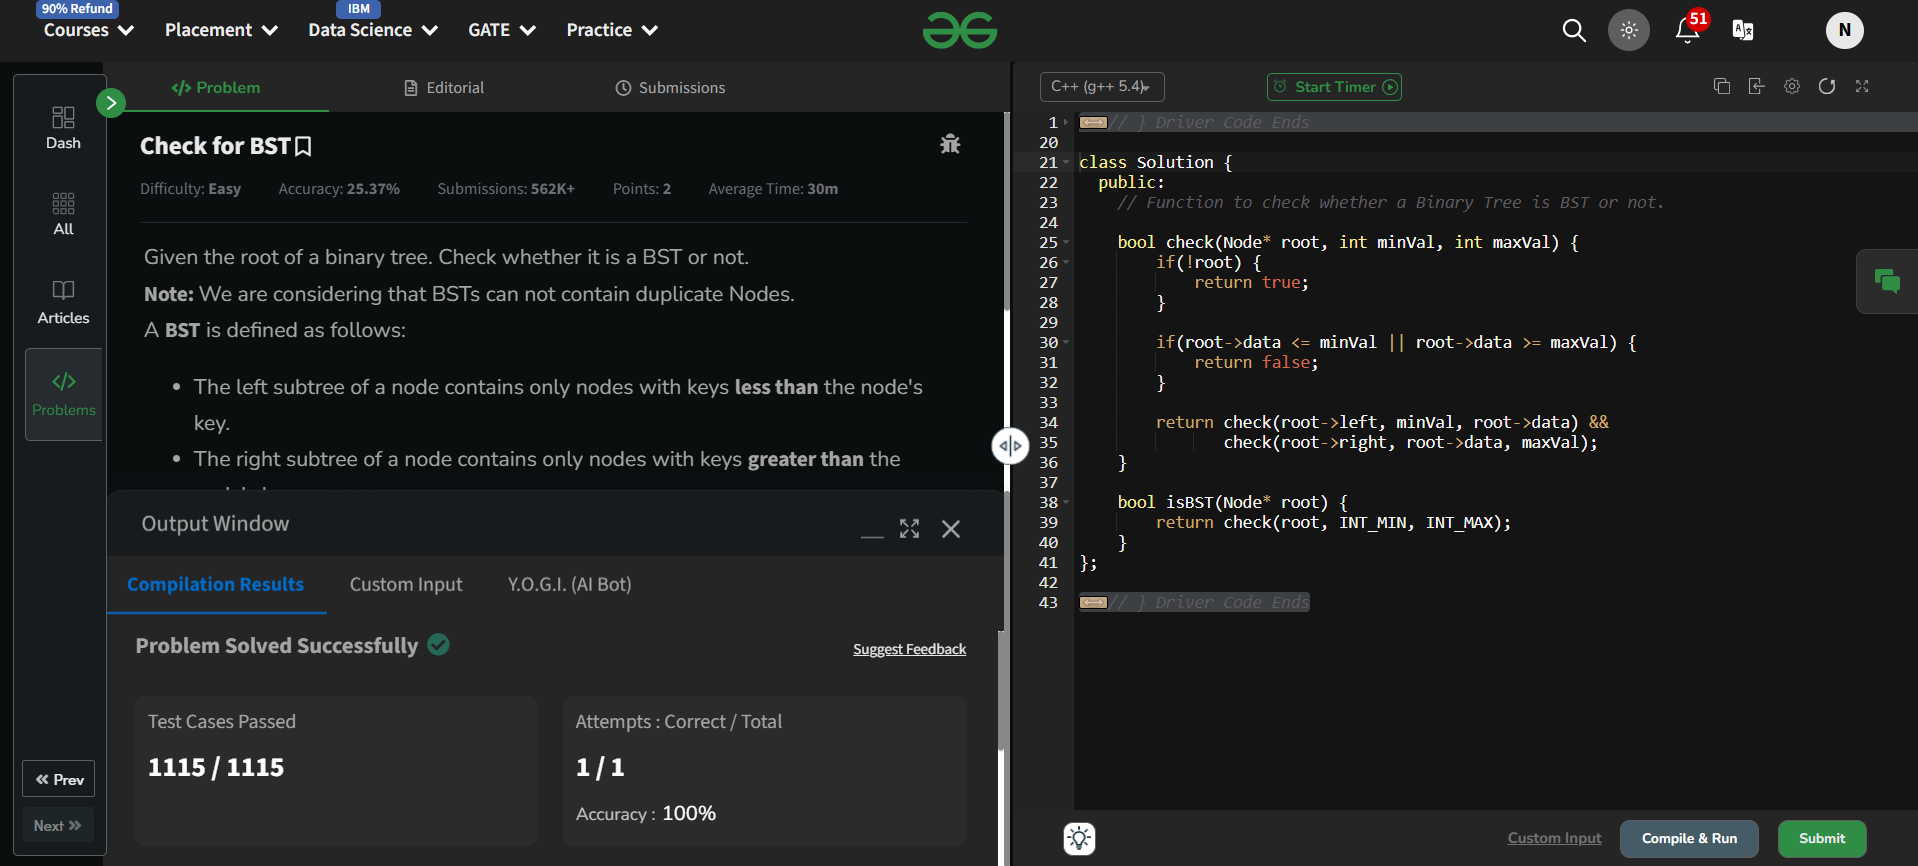 90% Refund
IBM
Courses
Placement
Data Science
GATE
Practice
51
N
Dash
All
Articles
</>
Problems
Prev
Next
</> Problem
Editorial
Submissions
Check for BST
Difficulty: Easy
Accuracy: 25.37%
Submissions: 562K+
Points: 2
Average Time: 30m
Given the root of a binary tree. Check whether it is a BST or not.
Note: We are considering that BSTs can not contain duplicate Nodes.
A BST is defined as follows:
• The left subtree of a node contains only nodes with keys less than the node's
key.
• The right subtree of a node contains only nodes with keys greater than the
Output Window
Compilation Results
Custom Input
Y.O.G.I. (AI Bot)
Problem Solved Successfully
Suggest Feedback
Test Cases Passed
1115 / 1115
Attempts : Correct / Total
1 / 1
Accuracy : 100%
C++ (g++ 5.4)
Start Timer
1 // } Driver Code Ends
20
21 class Solution {
22 public:
23 // Function to check whether a Binary Tree is BST or not.
24
25 bool check(Node* root, int minVal, int maxVal) {
26 if(!root) {
27 return true;
28 }
29
30 if(root->data <= minVal || root->data >= maxVal) {
31 return false;
32 }
33
34 return check(root->left, minVal, root->data) &&
35 check(root->right, root->data, maxVal);
36 }
37
38 bool isBST(Node* root) {
39 return check(root, INT_MIN, INT_MAX);
40 }
41 };
42
43 // } Driver Code Ends
Custom Input
Compile & Run
Submit